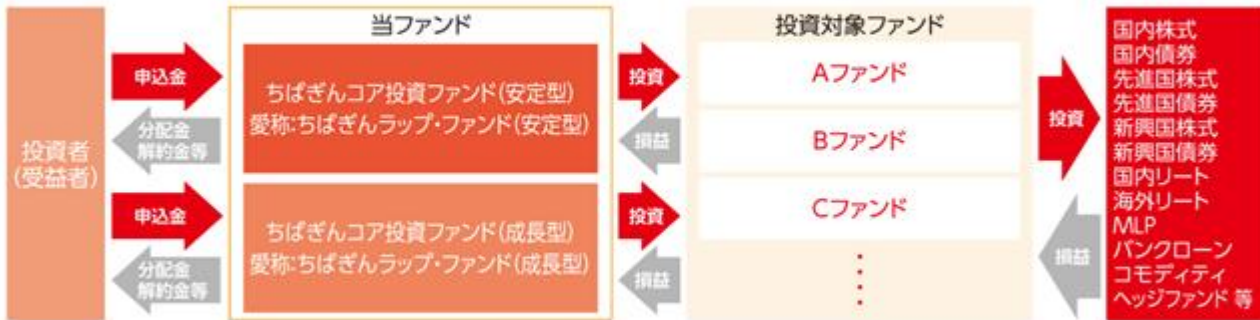 投資者
(受益者)
申込金
分配金
解約金等
申込金
分配金
解約金等
当ファンド
ちばぎんコア投資ファンド(安定型)
愛称:ちばぎんラップ・ファンド(安定型)
ちばぎんコア投資ファンド(成長型)
愛称:ちばぎんラップ・ファンド(成長型)
投資
損益
投資
損益
投資対象ファンド
Aファンド
Bファンド
Cファンド
投資
損益
国内株式
国内債券
先進国株式
先進国債券
新興国株式
新興国債券
国内リート
海外リート
MLP
バンクローン
コモディティ
ヘッジファンド 等